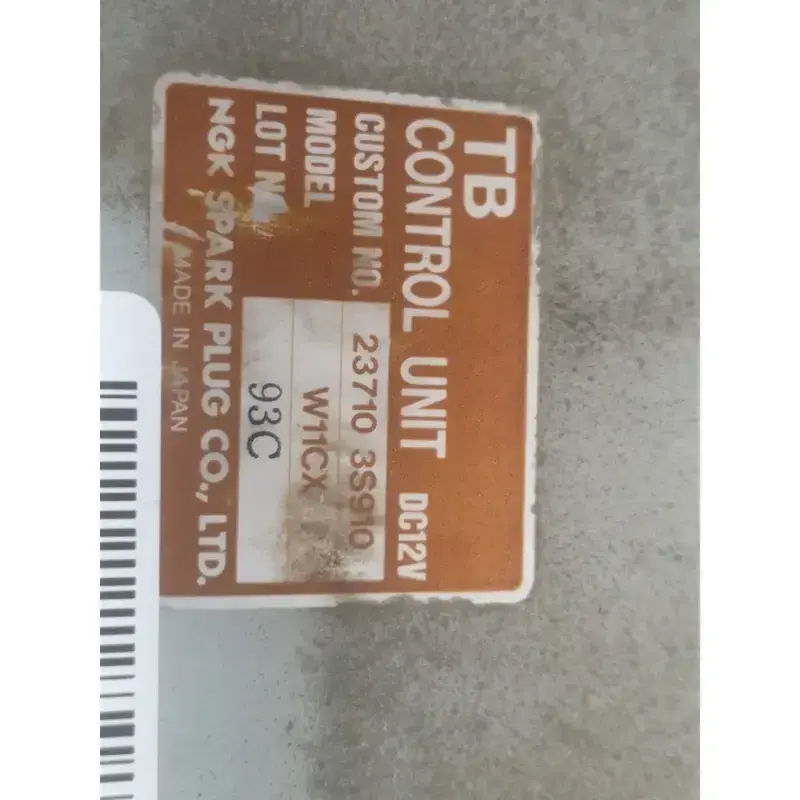 TB
CONTROL UNIT DC12V
CUSTOM NO. 23710 3S910
MODEL W11CX
LOT 93C
NGK SPARK PLUG CO., LTD.
MADE IN JAPAN